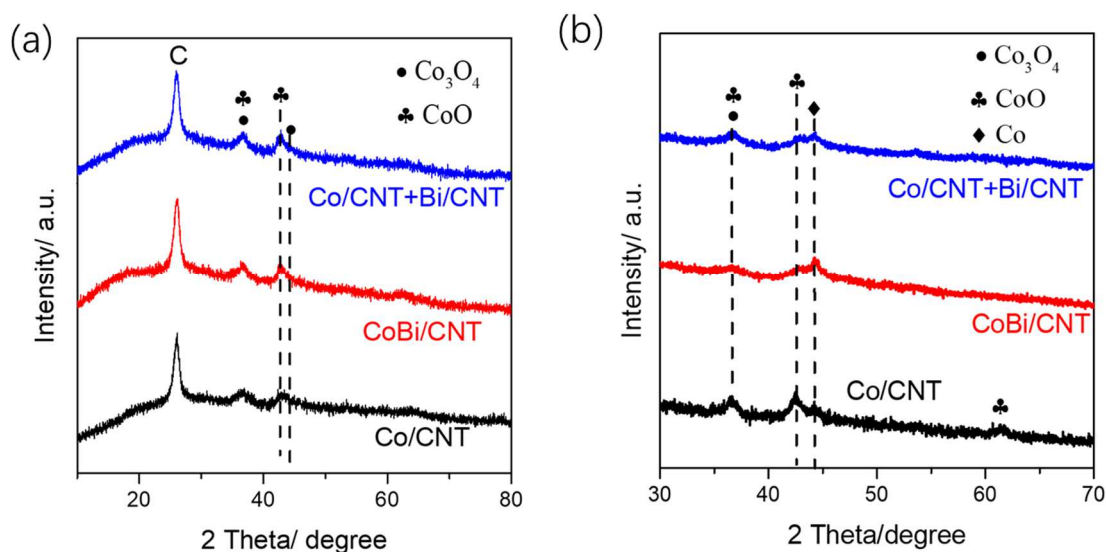 (a)
C
● Co₃O₄
♣ CoO
♣
●
♣
●
Co/CNT+Bi/CNT
CoBi/CNT
Co/CNT
Intensity/ a.u.
20 40 60 80
2 Theta/ degree
(b)
● Co₃O₄
♣ CoO
♦ Co
♣
●
♣
♦
Co/CNT+Bi/CNT
CoBi/CNT
Co/CNT
♣
Intensity/ a.u.
30 40 50 60 70
2 Theta/degree